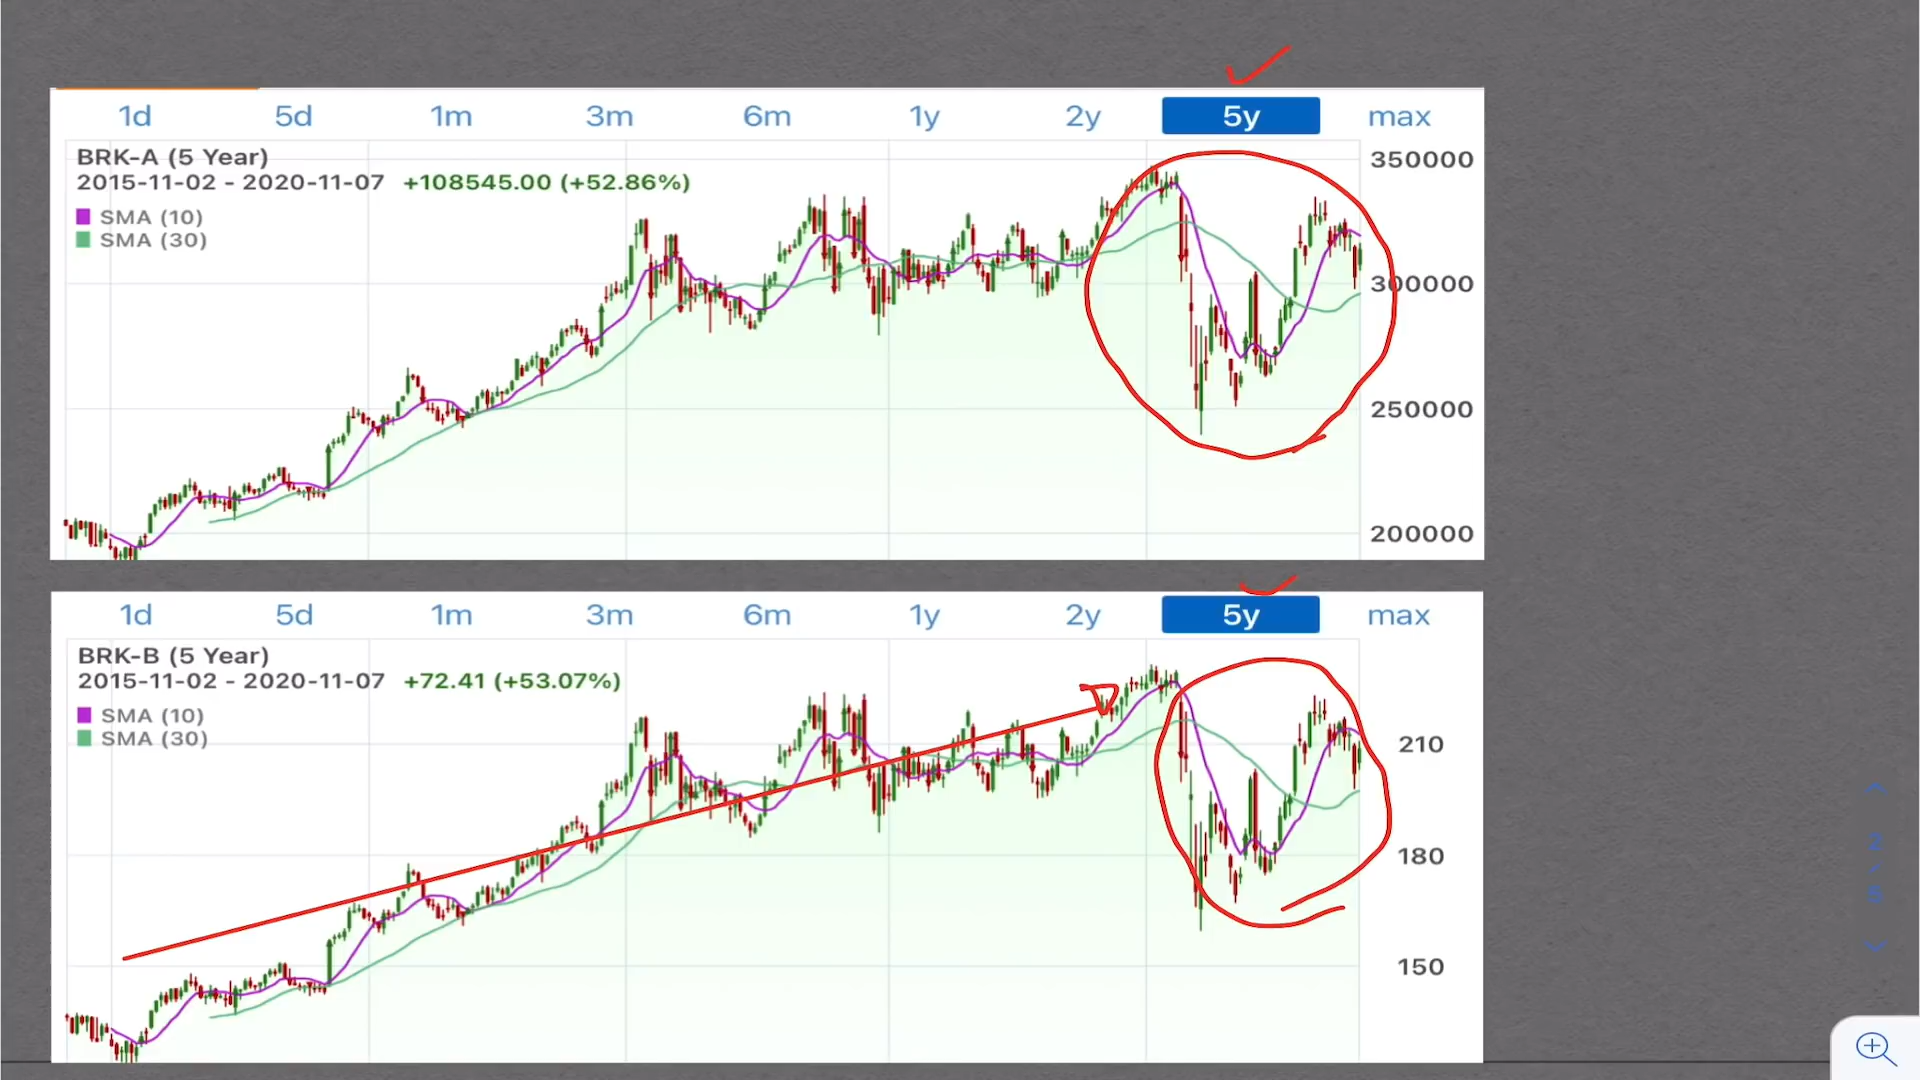 1d 5d 1m 3m 6m 1y 2y 5y max
BRK-A (5 Year)
2015-11-02 - 2020-11-07 +108545.00 (+52.86%)
SMA (10)
SMA (30)
350000
300000
250000
200000
1d 5d 1m 3m 6m 1y 2y 5y max
BRK-B (5 Year)
2015-11-02 - 2020-11-07 +72.41 (+53.07%)
SMA (10)
SMA (30)
210
180
150